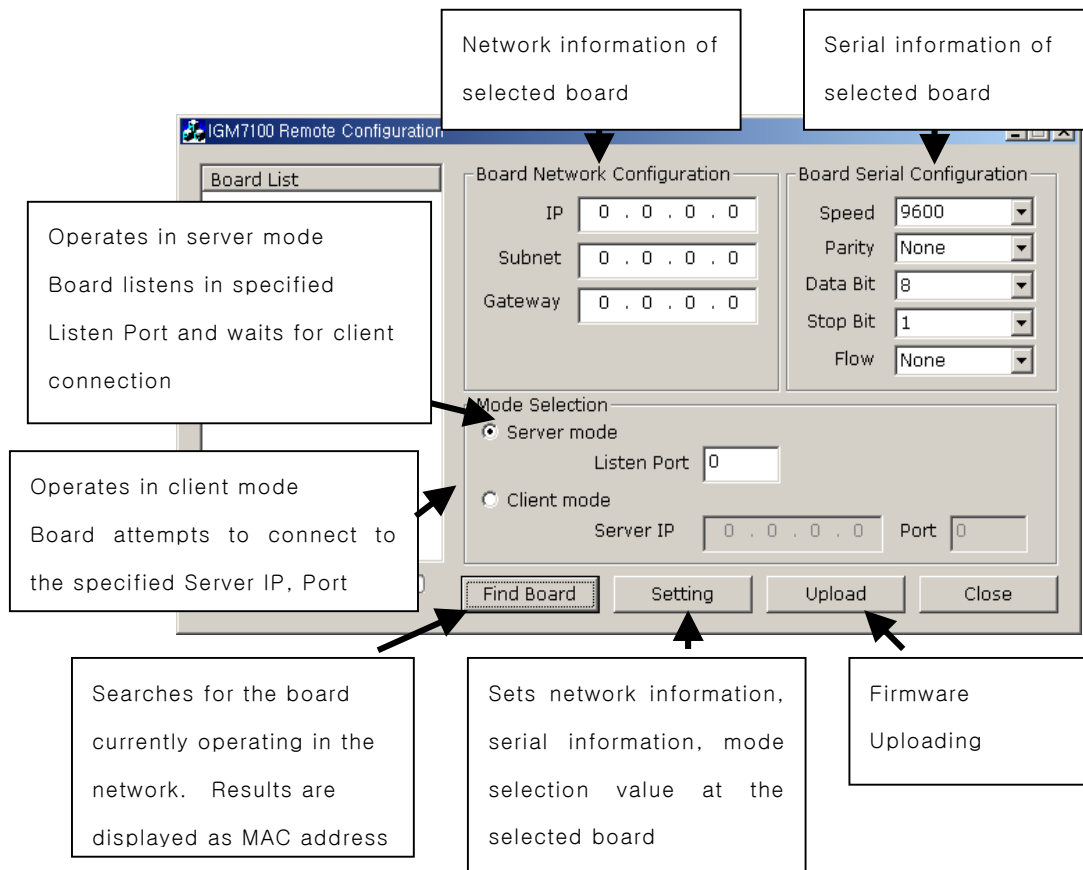 Network information of
selected board
Serial information of
selected board
IGM7100 Remote Configuration
Board List
Board Network Configuration
IP 0 . 0 . 0 . 0
Subnet 0 . 0 . 0 . 0
Gateway 0 . 0 . 0 . 0
Board Serial Configuration
Speed 9600
Parity None
Data Bit 8
Stop Bit 1
Flow None
Operates in server mode
Board listens in specified
Listen Port and waits for client
connection
Mode Selection
Server mode
Listen Port 0
Client mode
Server IP 0 . 0 . 0 . 0 Port 0
Operates in client mode
Board attempts to connect to
the specified Server IP, Port
Find Board
Setting
Upload
Close
Searches for the board
currently operating in the
network. Results are
displayed as MAC address
Sets network information,
serial information, mode
selection value at the
selected board
Firmware
Uploading